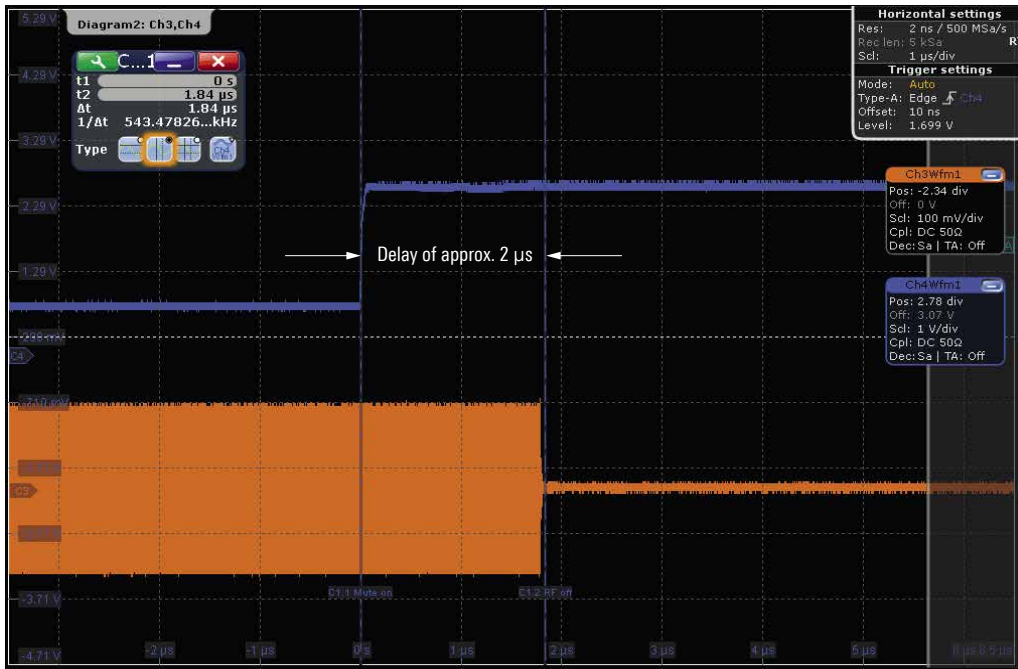 Diagram2: Ch3,Ch4
C...1
t1 0 s
t2 1.84 µs
Δt 1.84 µs
1/Δt 543.47826...kHz
Type
Horizontal settings
Res: 2 ns / 500 MSa/s
Rec len: 5 kSa
Scl: 1 µs/div
Trigger settings
Mode: Auto
Type-A: Edge Ch4
Offset: 10 ns
Level: 1.699 V
5.29 V
4.29 V
3.29 V
2.29 V
1.29 V
C4
C3
-3.71 V
-4.71 V
Delay of approx. 2 µs
Ch3Wfm1
Pos: -2.34 div
Off: 0 V
Scl: 100 mV/div
Cpl: DC 50Ω
Dec: Sa | TA: Off
Ch4Wfm1
Pos: 2.78 div
Off: 3.07 V
Scl: 1 V/div
Cpl: DC 50Ω
Dec: Sa | TA: Off
C1.1 Mute on
C1.2 RF off
-2 µs
-1 µs
0 s
1 µs
2 µs
3 µs
4 µs
5 µs